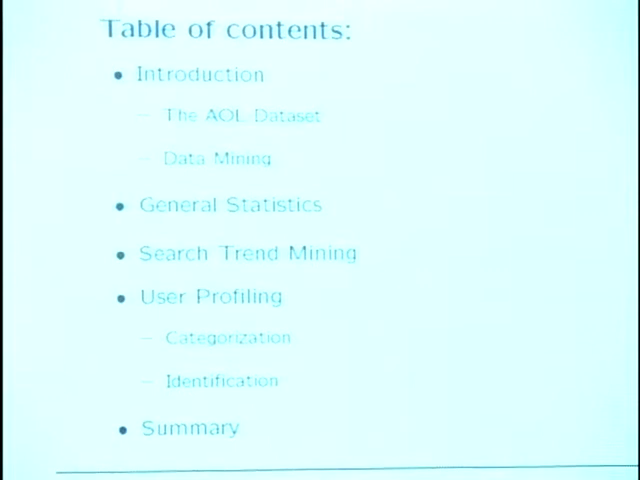 Table of contents:
• Introduction
– The AOL Dataset
– Data Mining
• General Statistics
• Search Trend Mining
• User Profiling
– Categorization
– Identification
• Summary